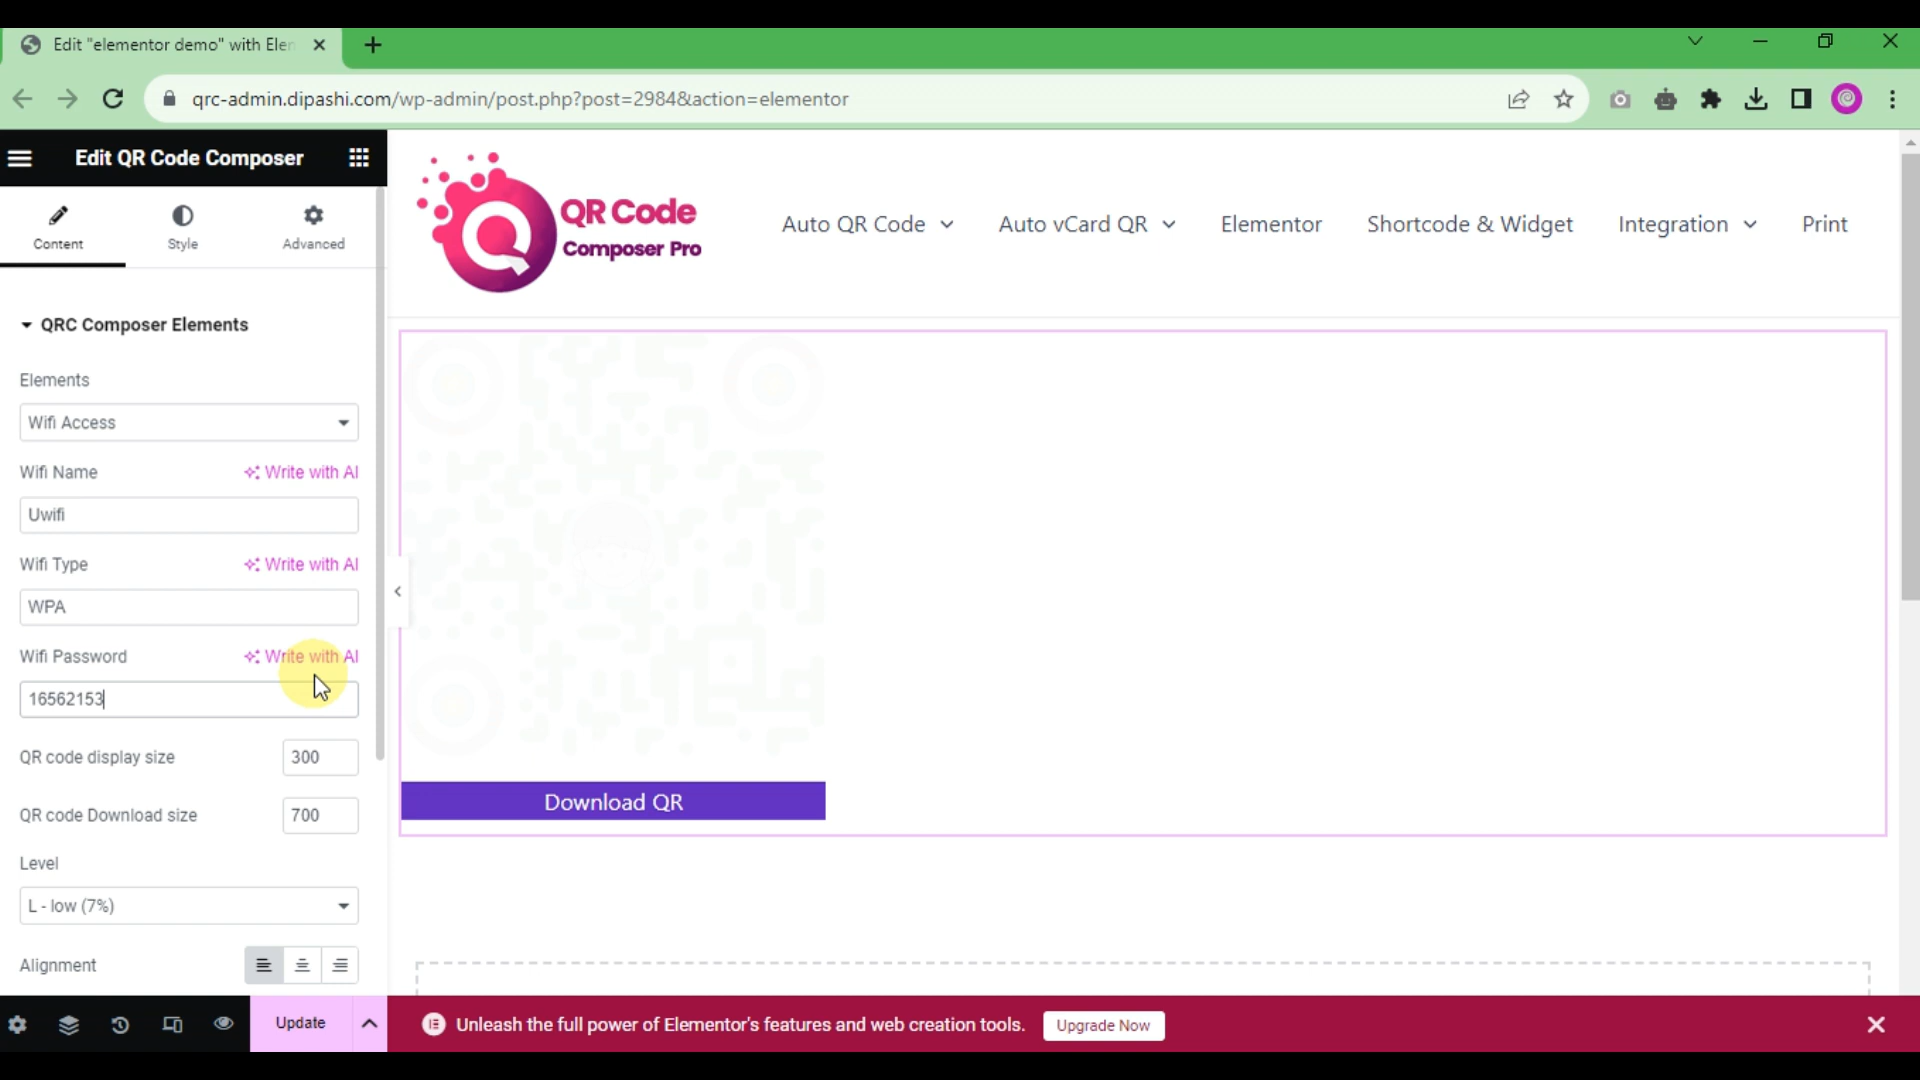 Edit "elementor demo" with Elen
qrc-admin.dipashi.com/wp-admin/post.php?post=2984&action=elementor
Edit QR Code Composer
Content
Style
Advanced
QRC Composer Elements
Elements
Wifi Access
Wifi Name
Write with AI
Uwifi
Wifi Type
Write with AI
WPA
Wifi Password
Write with AI
16562153
QR code display size
300
QR code Download size
700
Level
L - low (7%)
Alignment
Update
QR Code
Composer Pro
Auto QR Code
Auto vCard QR
Elementor
Shortcode & Widget
Integration
Print
Download QR
Unleash the full power of Elementor's features and web creation tools.
Upgrade Now